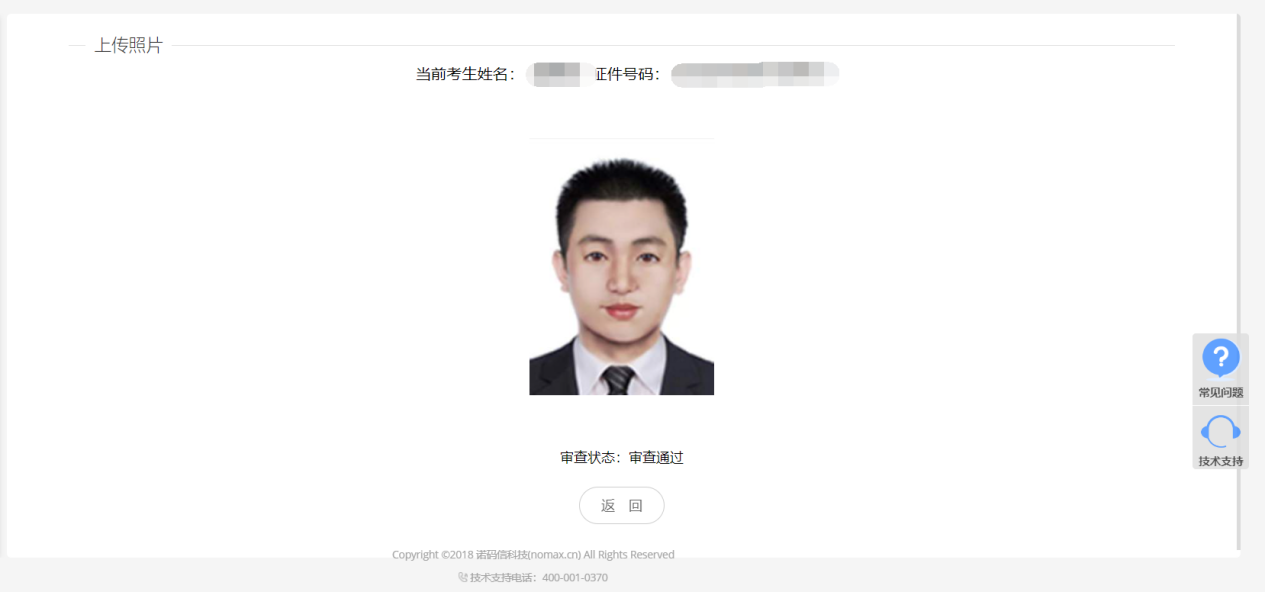 上传照片
当前考生姓名： 证件号码：
?
常见问题
技术支持
审查状态：审查通过
返 回
Copyright ©2018 诺码信科技(nomax.cn) All Rights Reserved
技术支持电话：400-001-0370